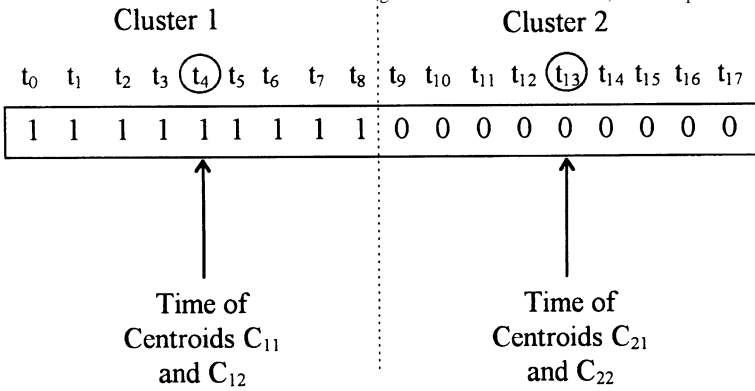 Cluster 1 Cluster 2
t₀ t₁ t₂ t₃ t₄ t₅ t₆ t₇ t₈ t₉ t₁₀ t₁₁ t₁₂ t₁₃ t₁₄ t₁₅ t₁₆ t₁₇
1 1 1 1 1 1 1 1 1 0 0 0 0 0 0 0 0 0
Time of
Centroids C₁₁
and C₁₂
Time of
Centroids C₂₁
and C₂₂